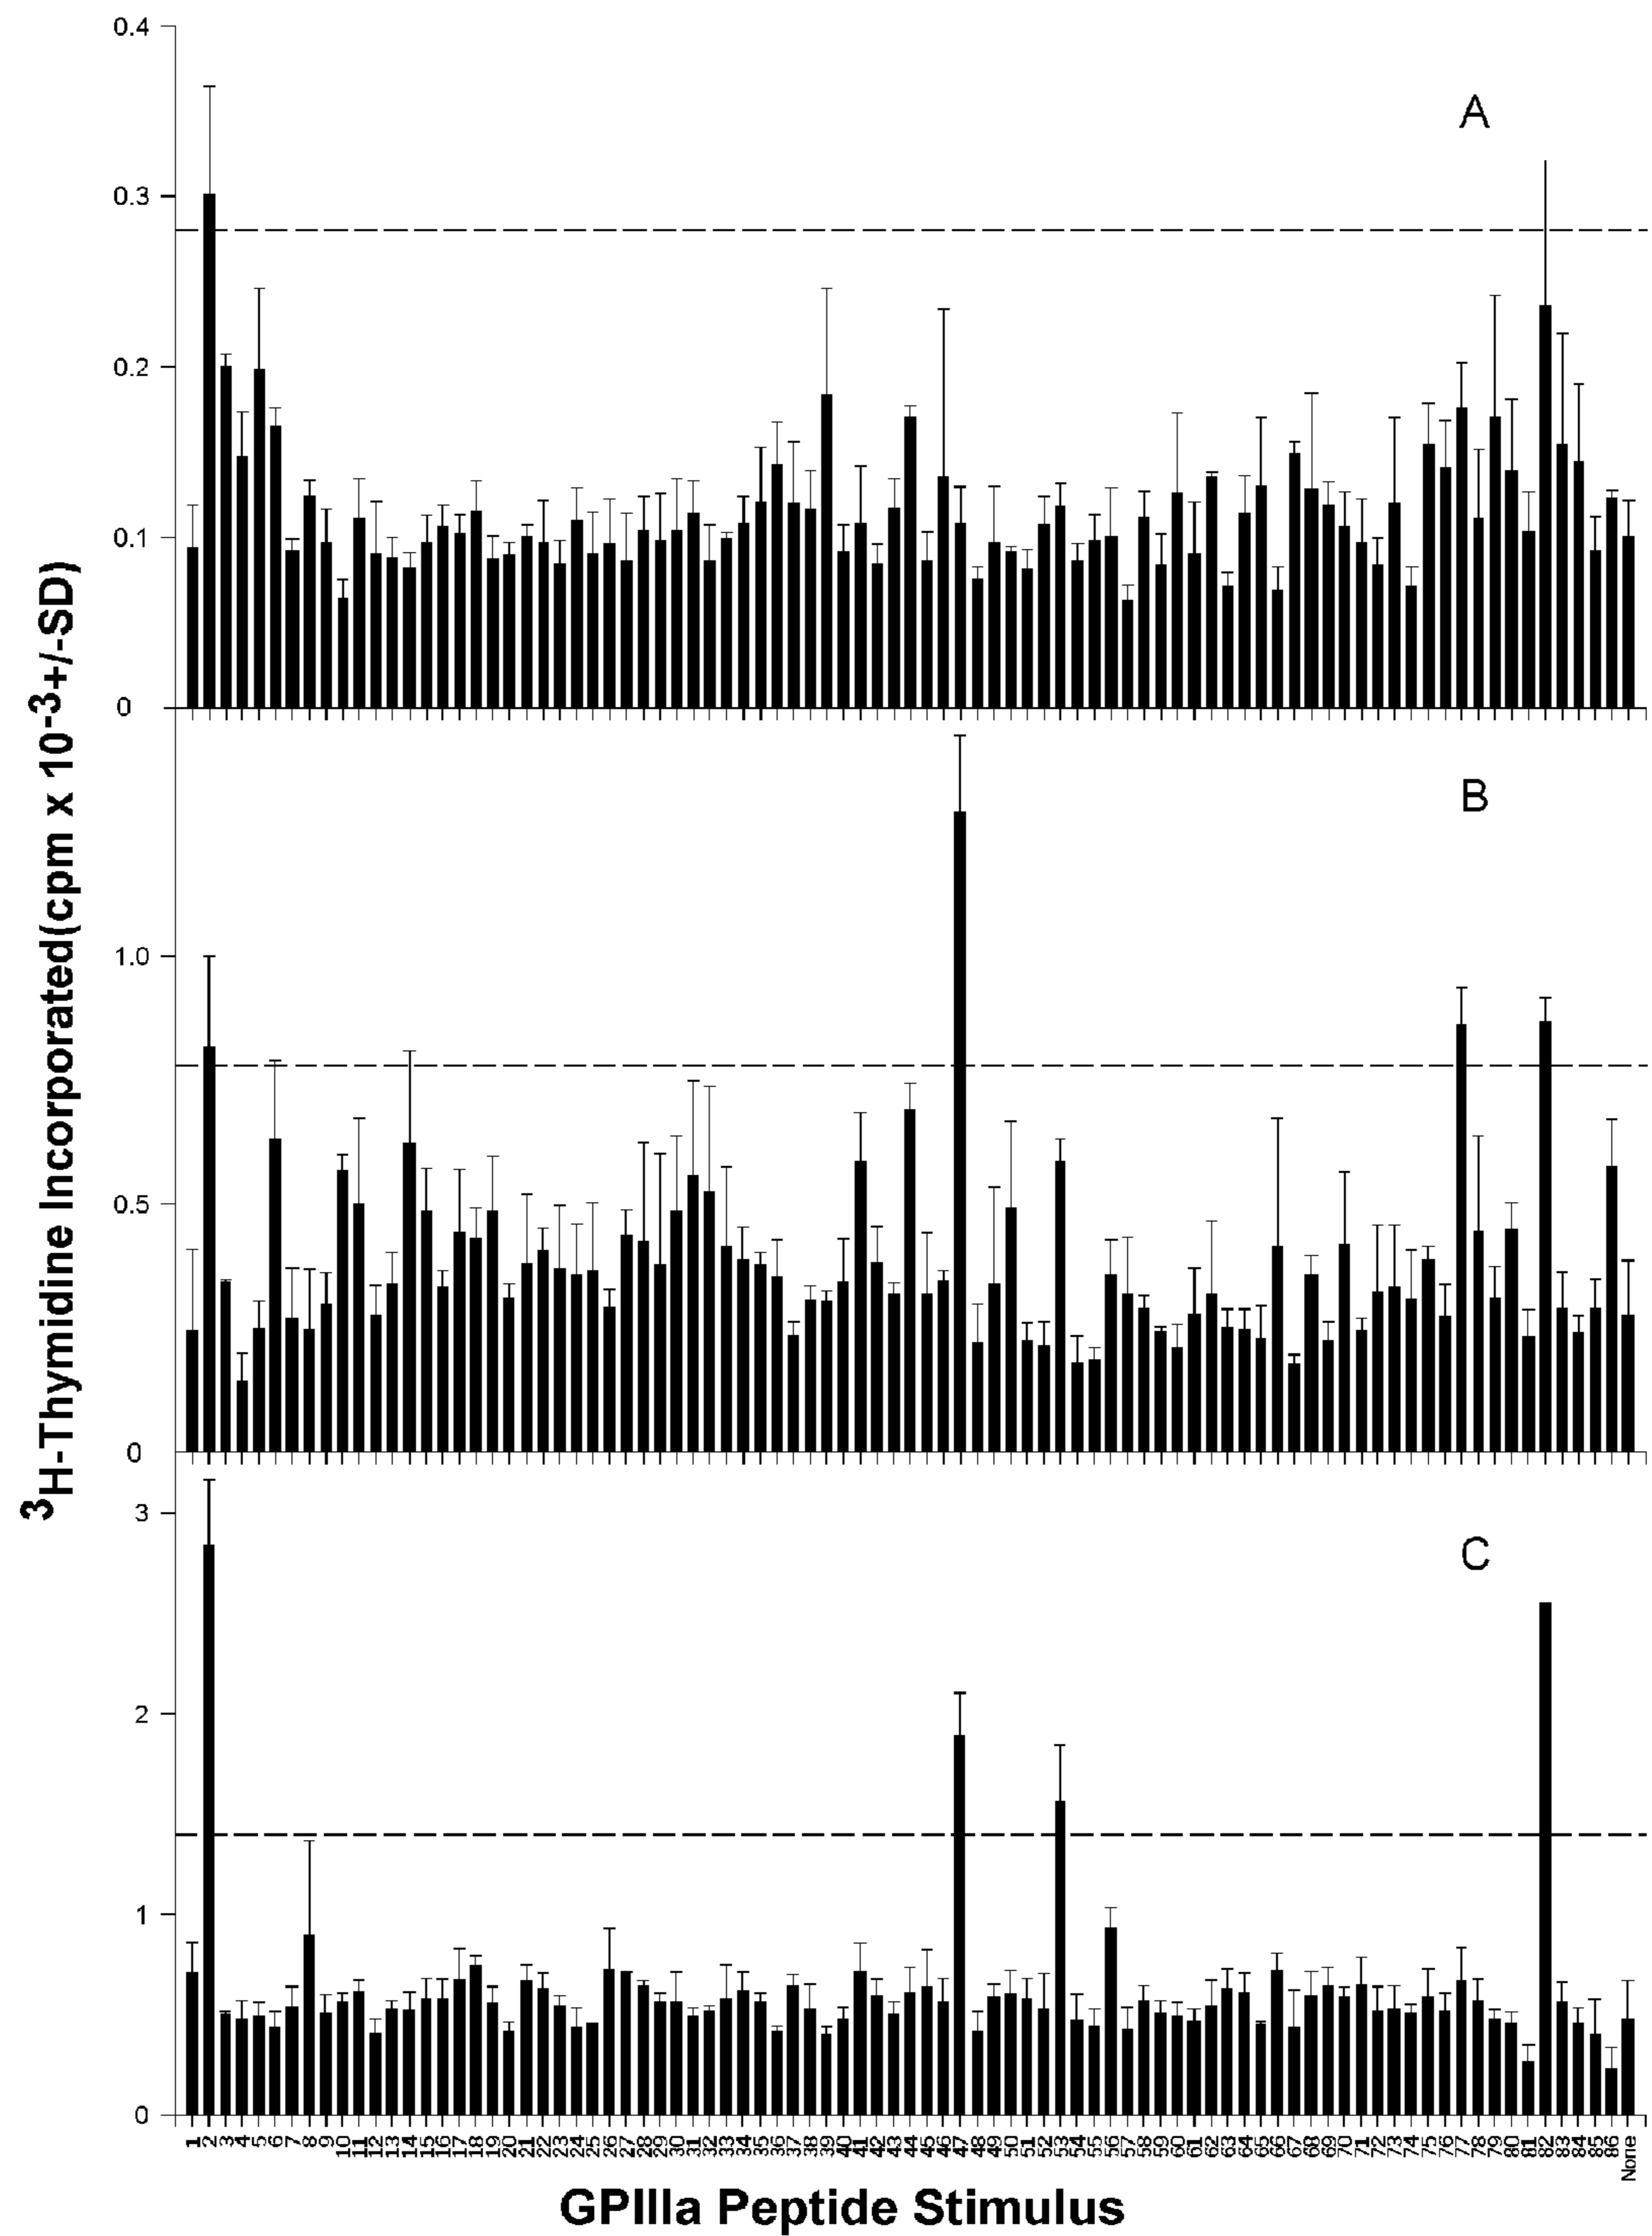 0.4
A
0.3
0.2
0.1
0
B
1.0
0.5
0
C
3
2
1
0
³H-Thymidine Incorporated(cpm x 10⁻³+/-SD)
1 2 3 4 5 6 7 8 9 10 11 12 13 14 15 16 17 18 19 20 21 22 23 24 25 26 27 28 29 30 31 32 33 34 35 36 37 38 39 40 41 42 43 44 45 46 47 48 49 50 51 52 53 54 55 56 57 58 59 60 61 62 63 64 65 66 67 68 69 70 71 72 73 74 75 76 77 78 79 80 81 82 83 84 85 86 None
GPIIIa Peptide Stimulus